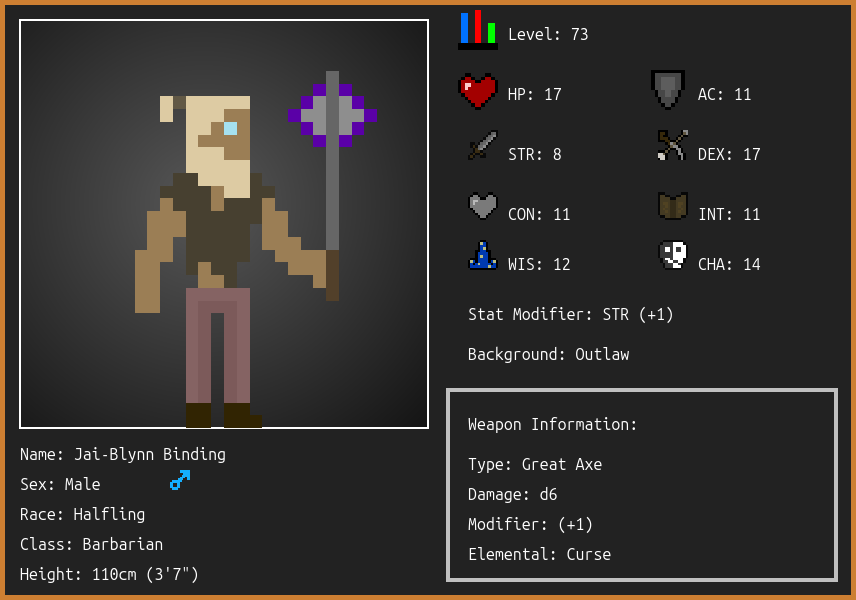 Level: 73
HP: 17
AC: 11
STR: 8
DEX: 17
CON: 11
INT: 11
WIS: 12
CHA: 14
Stat Modifier: STR (+1)
Background: Outlaw
Weapon Information:
Type: Great Axe
Damage: d6
Modifier: (+1)
Elemental: Curse
Name: Jai-Blynn Binding
Sex: Male
Race: Halfling
Class: Barbarian
Height: 110cm (3'7")